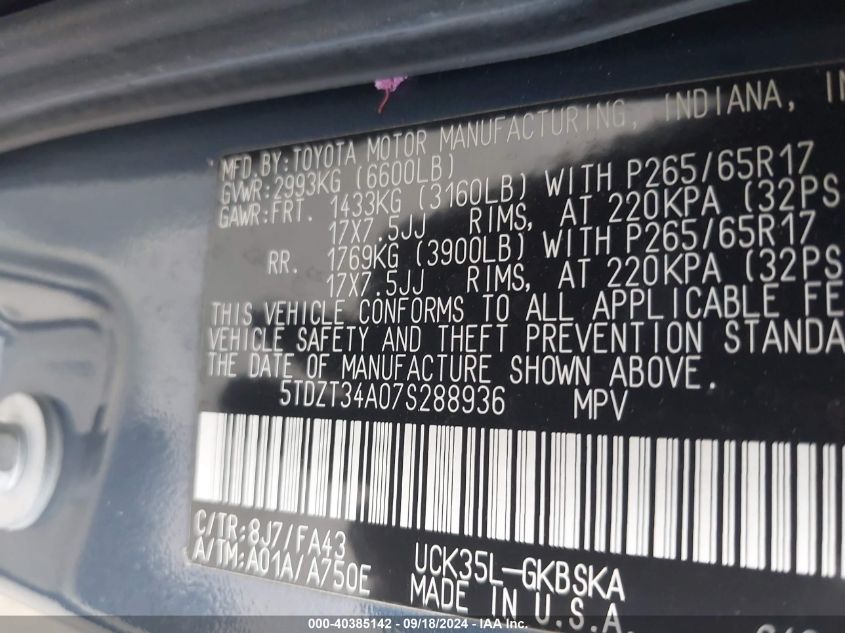 MFD.BY:TOYOTA MOTOR MANUFACTURING, INDIANA, IN
GVWR:2993KG (6600LB)
GAWR:FRT. 1433KG (3160LB) WITH P265/65R17
17X7.5JJ RIMS, AT 220KPA (32PS
RR. 1769KG (3900LB) WITH P265/65R17
17X7.5JJ RIMS, AT 220KPA (32PS
THIS VEHICLE CONFORMS TO ALL APPLICABLE FE
VEHICLE SAFETY AND THEFT PREVENTION STANDA
THE DATE OF MANUFACTURE SHOWN ABOVE.
5TDZT34A07S288936 MPV
C/TR:8J7/FA43
A/TM:A01A/A750E
UCK35L-GKBSKA
MADE IN U.S.A.
000-40385142 - 09/18/2024 - IAAI.com